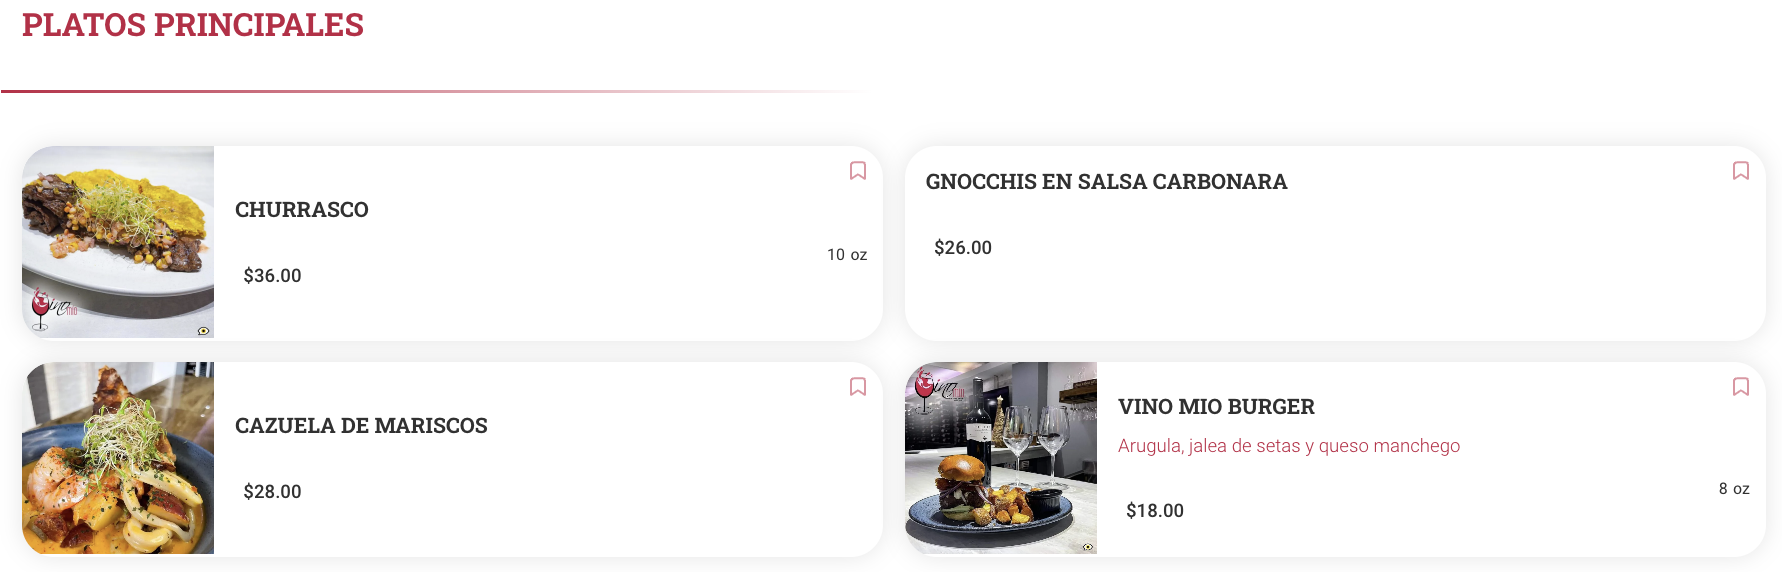 PLATOS PRINCIPALES
CHURRASCO
10 oz
$36.00
GNOCCHIS EN SALSA CARBONARA
$26.00
CAZUELA DE MARISCOS
$28.00
VINO MIO BURGER
Arugula, jalea de setas y queso manchego
8 oz
$18.00